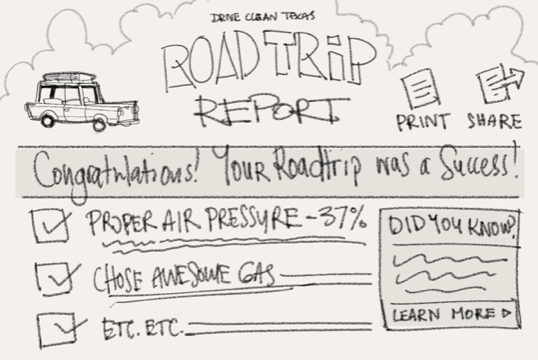 DRIVE CLEAN TEXAS
ROAD TRIP
REPORT
PRINT SHARE
Congratulations! Your Roadtrip was a Success!
PROPER AIR PRESSURE - 37%
CHOSE AWESOME GAS
ETC. ETC.
DID YOU KNOW?
LEARN MORE